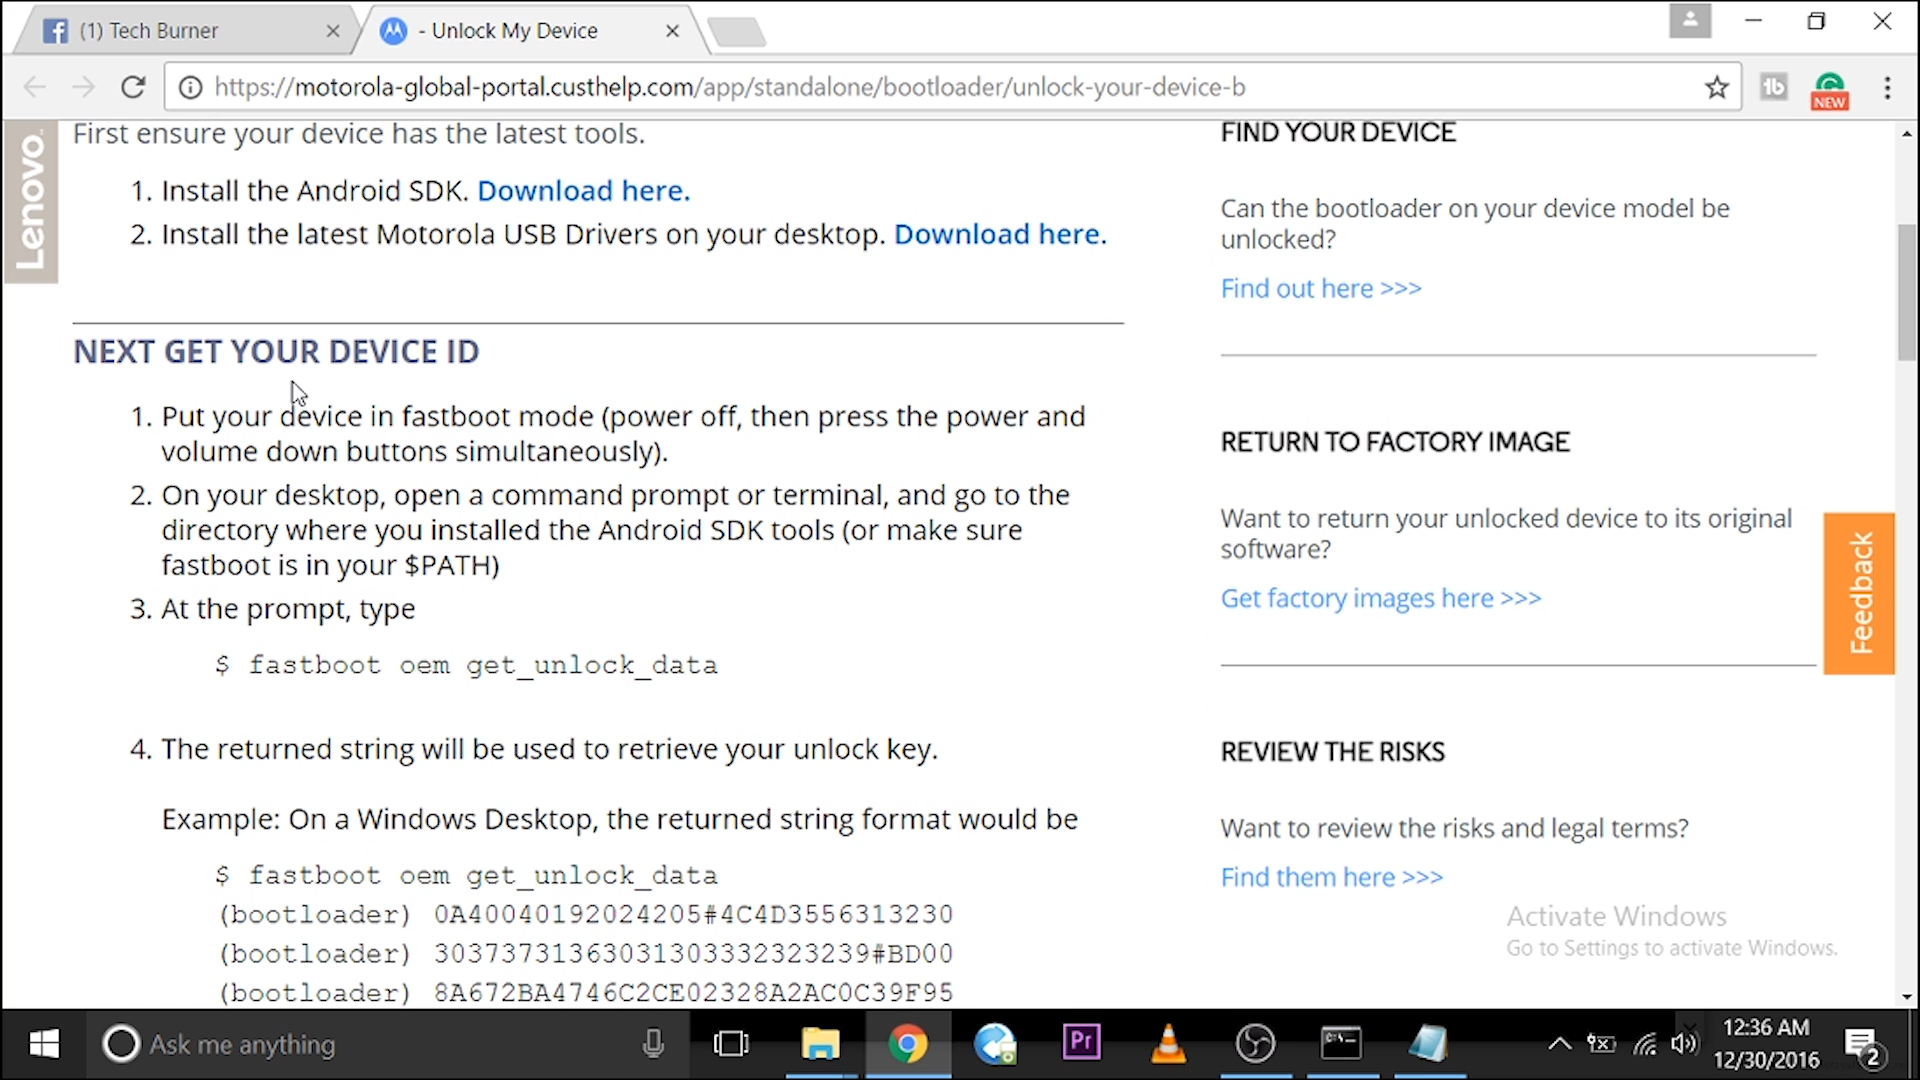 (1) Tech Burner
- Unlock My Device
https://motorola-global-portal.custhelp.com/app/standalone/bootloader/unlock-your-device-b
NEW
Lenovo
First ensure your device has the latest tools.
1. Install the Android SDK. Download here.
2. Install the latest Motorola USB Drivers on your desktop. Download here.
NEXT GET YOUR DEVICE ID
1. Put your device in fastboot mode (power off, then press the power and
volume down buttons simultaneously).
2. On your desktop, open a command prompt or terminal, and go to the
directory where you installed the Android SDK tools (or make sure
fastboot is in your $PATH)
3. At the prompt, type
$ fastboot oem get_unlock_data
4. The returned string will be used to retrieve your unlock key.
Example: On a Windows Desktop, the returned string format would be
$ fastboot oem get_unlock_data
(bootloader) 0A40040192024205#4C4D3556313230
(bootloader) 30373731363031303332323239#BD00
(bootloader) 8A672BA4746C2CE02328A2AC0C39F95
FIND YOUR DEVICE
Can the bootloader on your device model be
unlocked?
Find out here >>>
RETURN TO FACTORY IMAGE
Want to return your unlocked device to its original
software?
Get factory images here >>>
REVIEW THE RISKS
Want to review the risks and legal terms?
Find them here >>>
Feedback
Activate Windows
Go to Settings to activate Windows.
Ask me anything
Pr
12:36 AM
12/30/2016
2